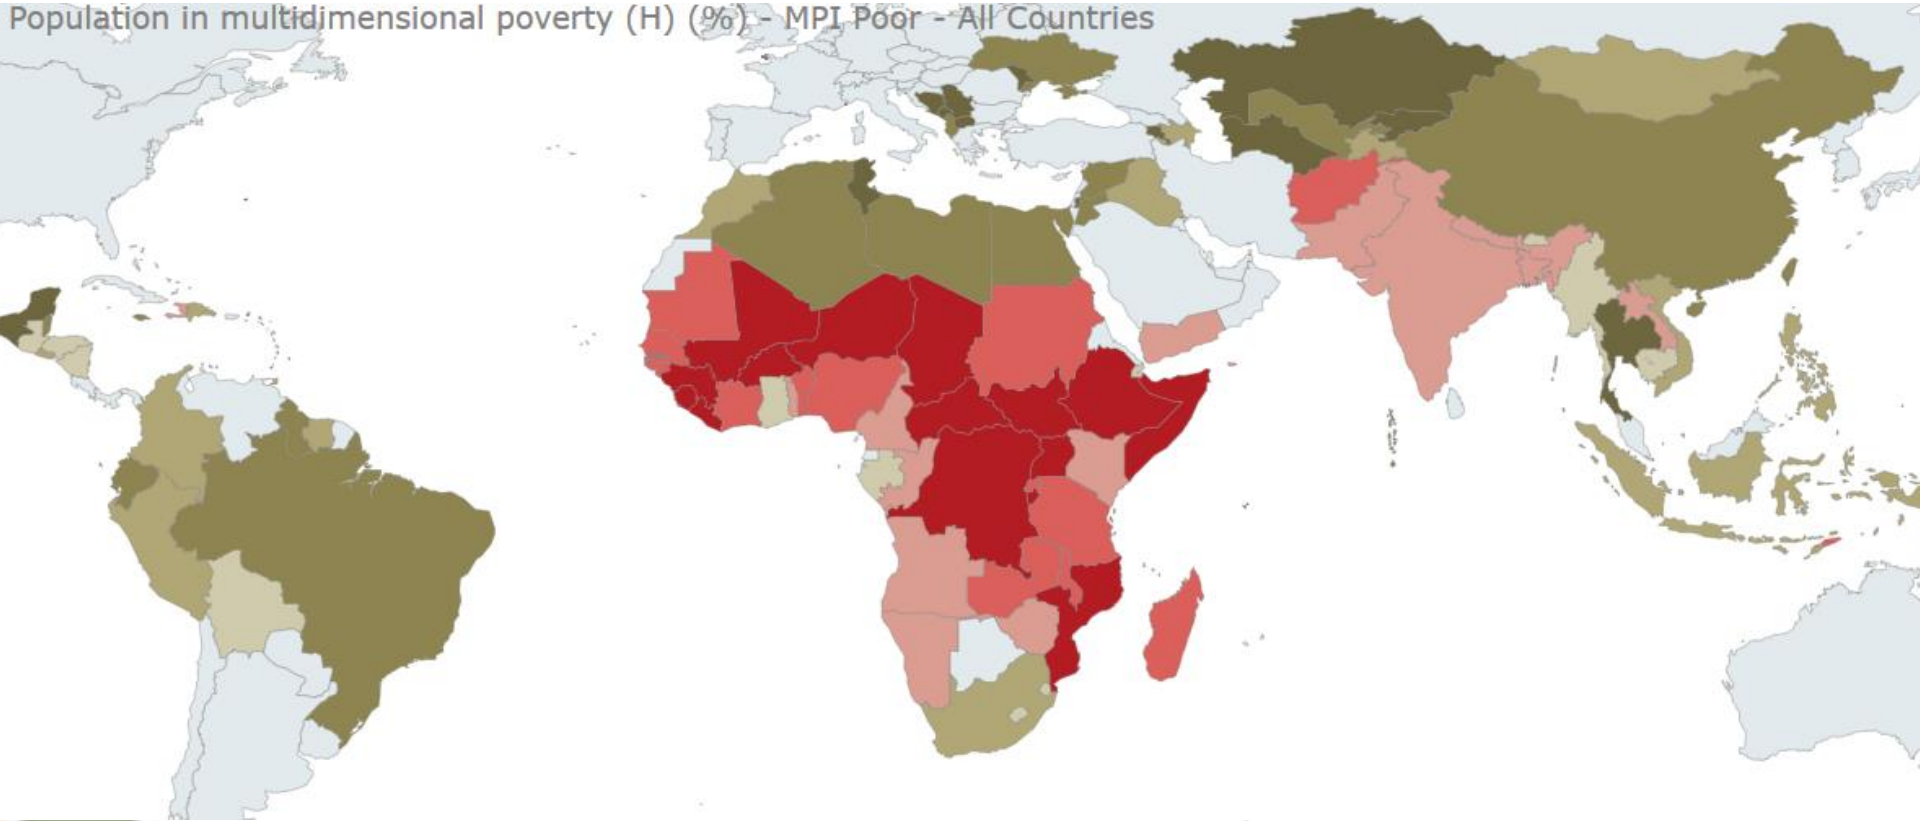 Population in multidimensional poverty (H) (%) - MPI Poor - All Countries